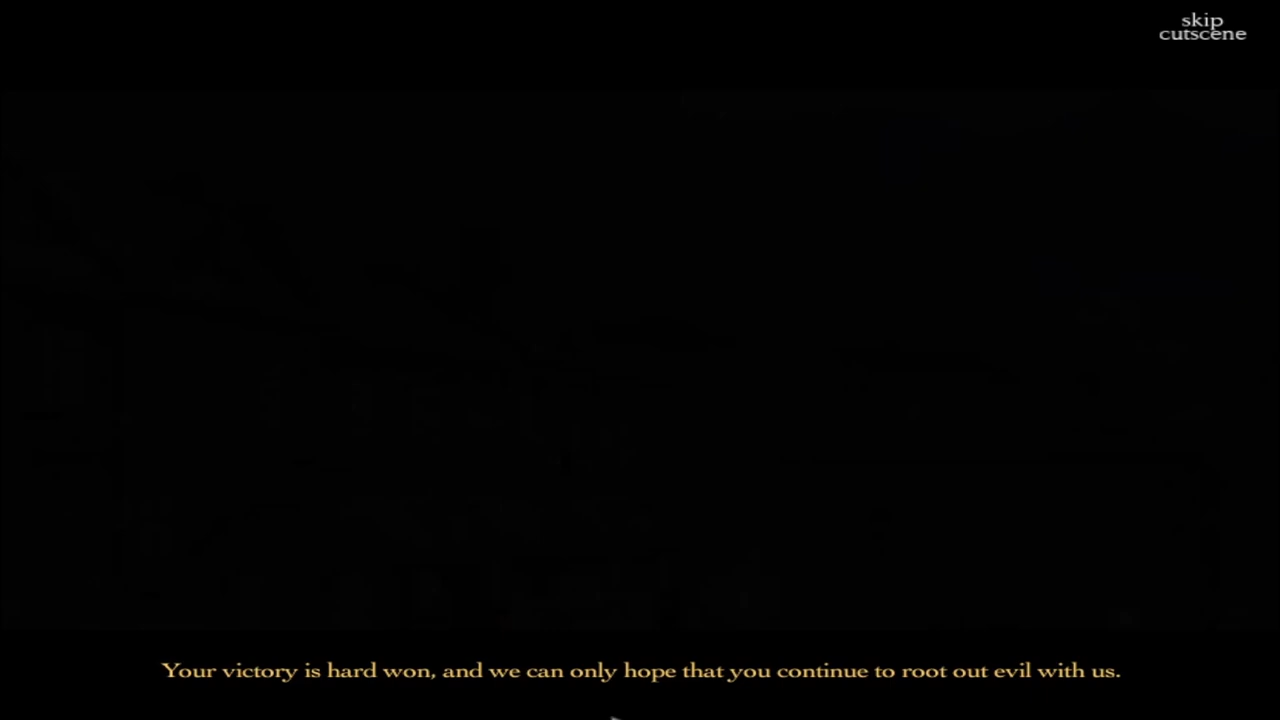 skip
cutscene
Your victory is hard won, and we can only hope that you continue to root out evil with us.